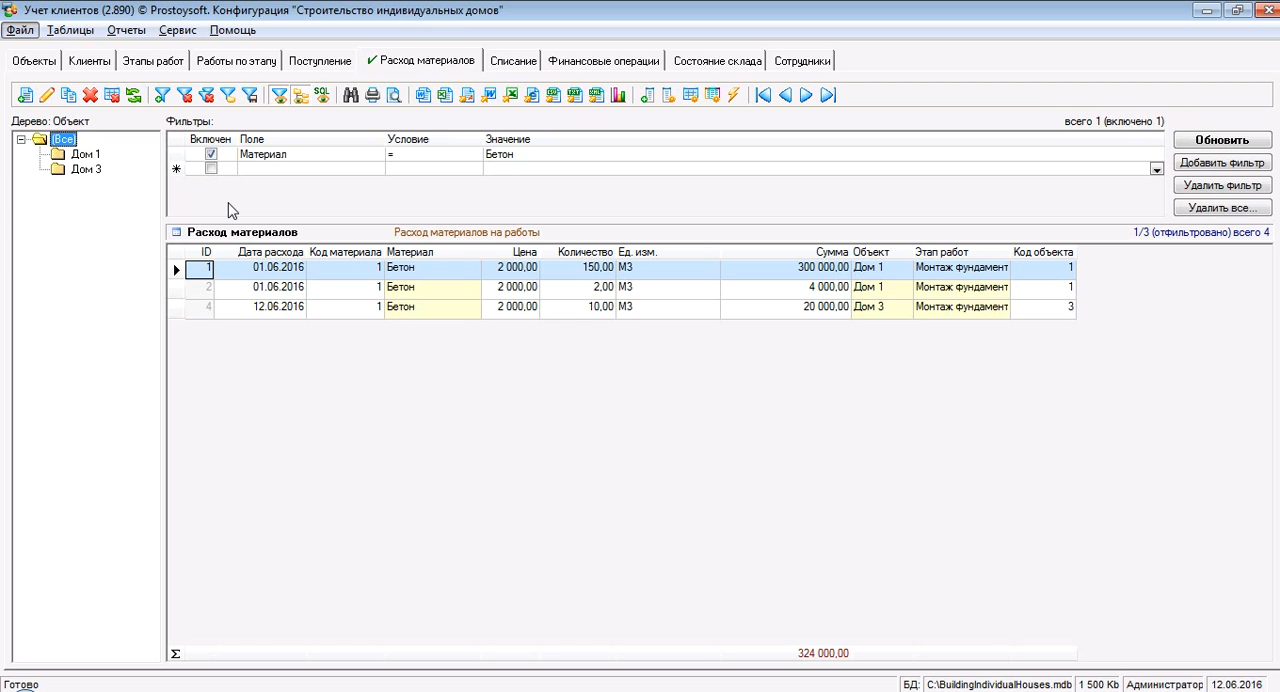 Учет клиентов (2.890) © Prostoysoft. Конфигурация "Строительство индивидуальных домов"
Файл Таблицы Отчеты Сервис Помощь
Объекты Клиенты Этапы работ Работы по этапу Поступление ✓ Расход материалов Списание Финансовые операции Состояние склада Сотрудники
SQL
Дерево: Объект
(Все)
Дом 1
Дом 3
Фильтры: всего 1 (включено 1)
Включен Поле Условие Значение
Материал = Бетон
Обновить
Добавить фильтр
Удалить фильтр
Удалить все...
Расход материалов Расход материалов на работы 1/3 (отфильтровано) всего 4
ID Дата расхода Код материала Материал Цена Количество Ед. изм. Сумма Объект Этап работ Код объекта
1 01.06.2016 1 Бетон 2 000,00 150,00 М3 300 000,00 Дом 1 Монтаж фундамент 1
2 01.06.2016 1 Бетон 2 000,00 2,00 М3 4 000,00 Дом 1 Монтаж фундамент 1
4 12.06.2016 1 Бетон 2 000,00 10,00 М3 20 000,00 Дом 3 Монтаж фундамент 3
Σ 324 000,00
Готово БД: C:\BuildingIndividualHouses.mdb 1 500 Kb Администратор 12.06.2016